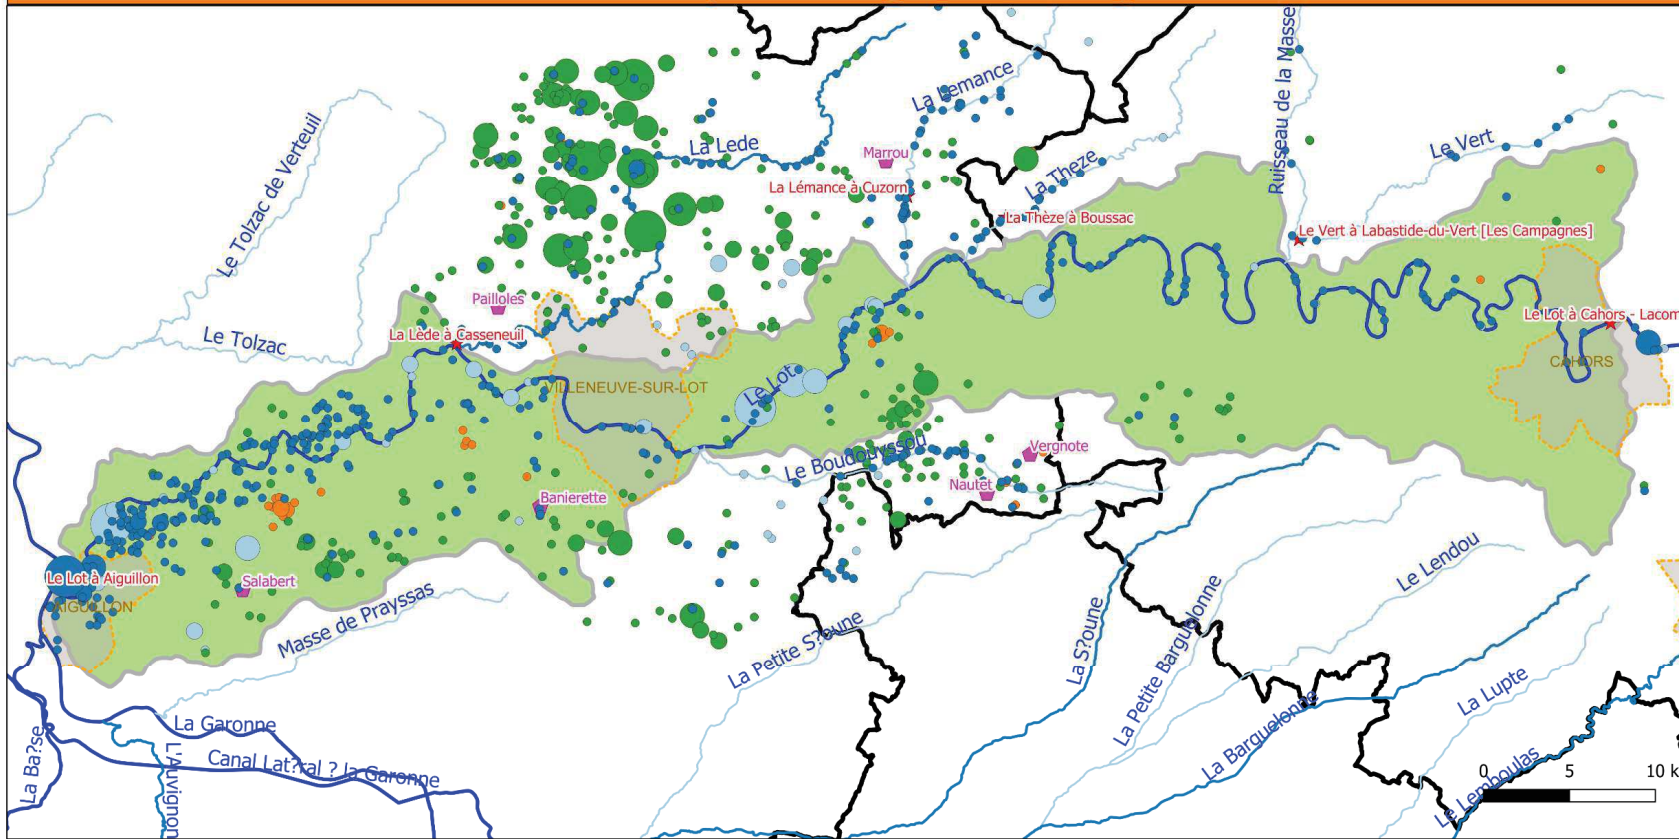 Ruisseau de la Masse
La Lemance
Le Tolzac de Verteuil
La Lede
Marrou
Le Vert
La Theze
La Lémance à Cuzorn
La Thèze à Boussac
Le Vert à Labastide-du-Vert [Les Campagnes]
Pailloles
Le Tolzac
La Lède à Casseneuil
Le Lot à Cahors - Lacom
CAHORS
VILLENEUVE-SUR-LOT
Le Lot
Le Boudouyssou
Vergnote
Nautet
Banierette
Le Lot à Aiguillon
AIGUILLON
Salabert
Masse de Prayssas
La Petite S?oune
La S?oune
La Petite Barguelonne
Le Lendou
La Lupte
La Barguelonne
Le Lemboulas
La Garonne
Canal Lat?ral ? la Garonne
La Ba?se
L'Auvignon
0 5 10 k